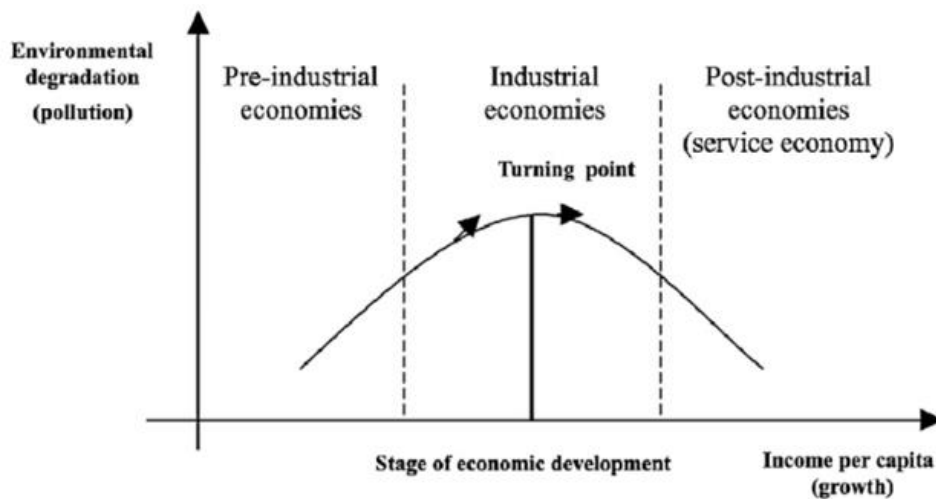 Environmental
degradation
(pollution)
Pre-industrial
economies
Industrial
economies
Post-industrial
economies
(service economy)
Turning point
Stage of economic development
Income per capita
(growth)